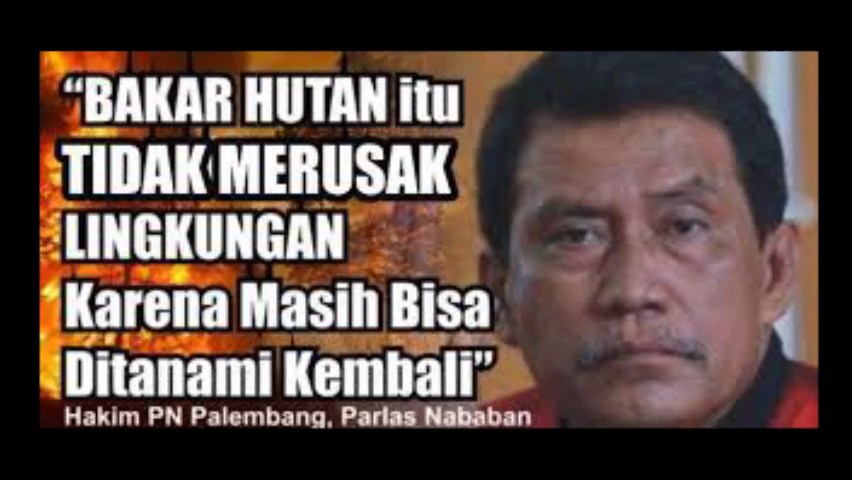 “BAKAR HUTAN itu
TIDAK MERUSAK
LINGKUNGAN
Karena Masih Bisa
Ditanami Kembali”
Hakim PN Palembang, Parlas Nababan